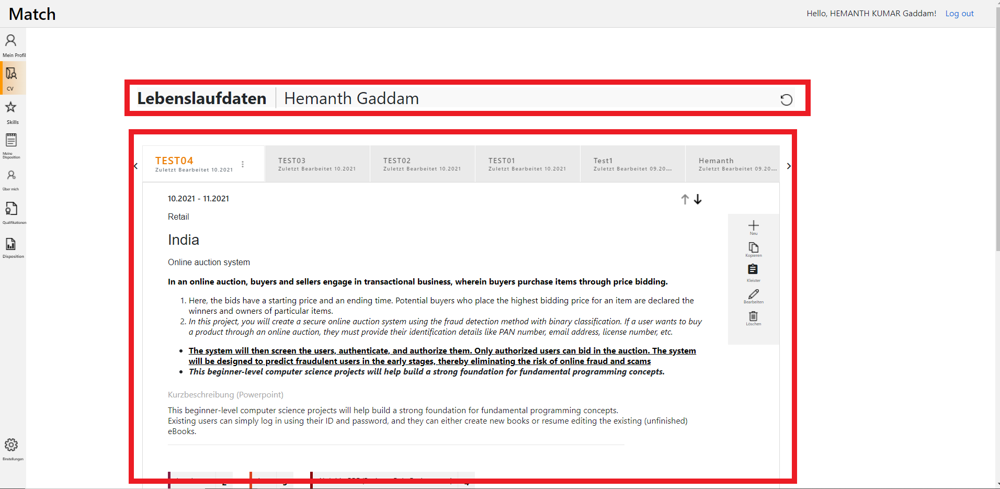 Match
Hello, HEMANTH KUMAR Gaddam! Log out
Mein Profil
CV
Skills
Meine
Disposition
Über mich
Qualifikationen
Disposition
Einstellungen
Lebenslaufdaten Hemanth Gaddam
TEST04
Zuletzt Bearbeitet 10.2021
TEST03
Zuletzt Bearbeitet 10.2021
TEST02
Zuletzt Bearbeitet 10.2021
TEST01
Zuletzt Bearbeitet 10.2021
Test1
Zuletzt Bearbeitet 09.20...
Hemanth
Zuletzt Bearbeitet 09.20...
10.2021 - 11.2021
Retail
India
Online auction system
In an online auction, buyers and sellers engage in transactional business, wherein buyers purchase items through price bidding.
1. Here, the bids have a starting price and an ending time. Potential buyers who place the highest bidding price for an item are declared the
winners and owners of particular items.
2. In this project, you will create a secure online auction system using the fraud detection method with binary classification. If a user wants to buy
a product through an online auction, they must provide their identification details like PAN number, email address, license number, etc.
• The system will then screen the users, authenticate, and authorize them. Only authorized users can bid in the auction. The system
will be designed to predict fraudulent users in the early stages, thereby eliminating the risk of online fraud and scams
• This beginner-level computer science projects will help build a strong foundation for fundamental programming concepts.
Kurzbeschreibung (Powerpoint)
This beginner-level computer science projects will help build a strong foundation for fundamental programming concepts.
Existing users can simply log in using their ID and password, and they can either create new books or resume editing the existing (unfinished)
eBooks.
Neu
Kopieren
Kleister
Bearbeiten
Löschen